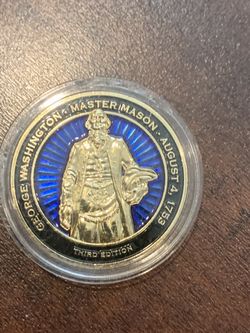 GEORGE WASHINGTON · MASTER MASON · AUGUST 4, 1753
THIRD EDITION